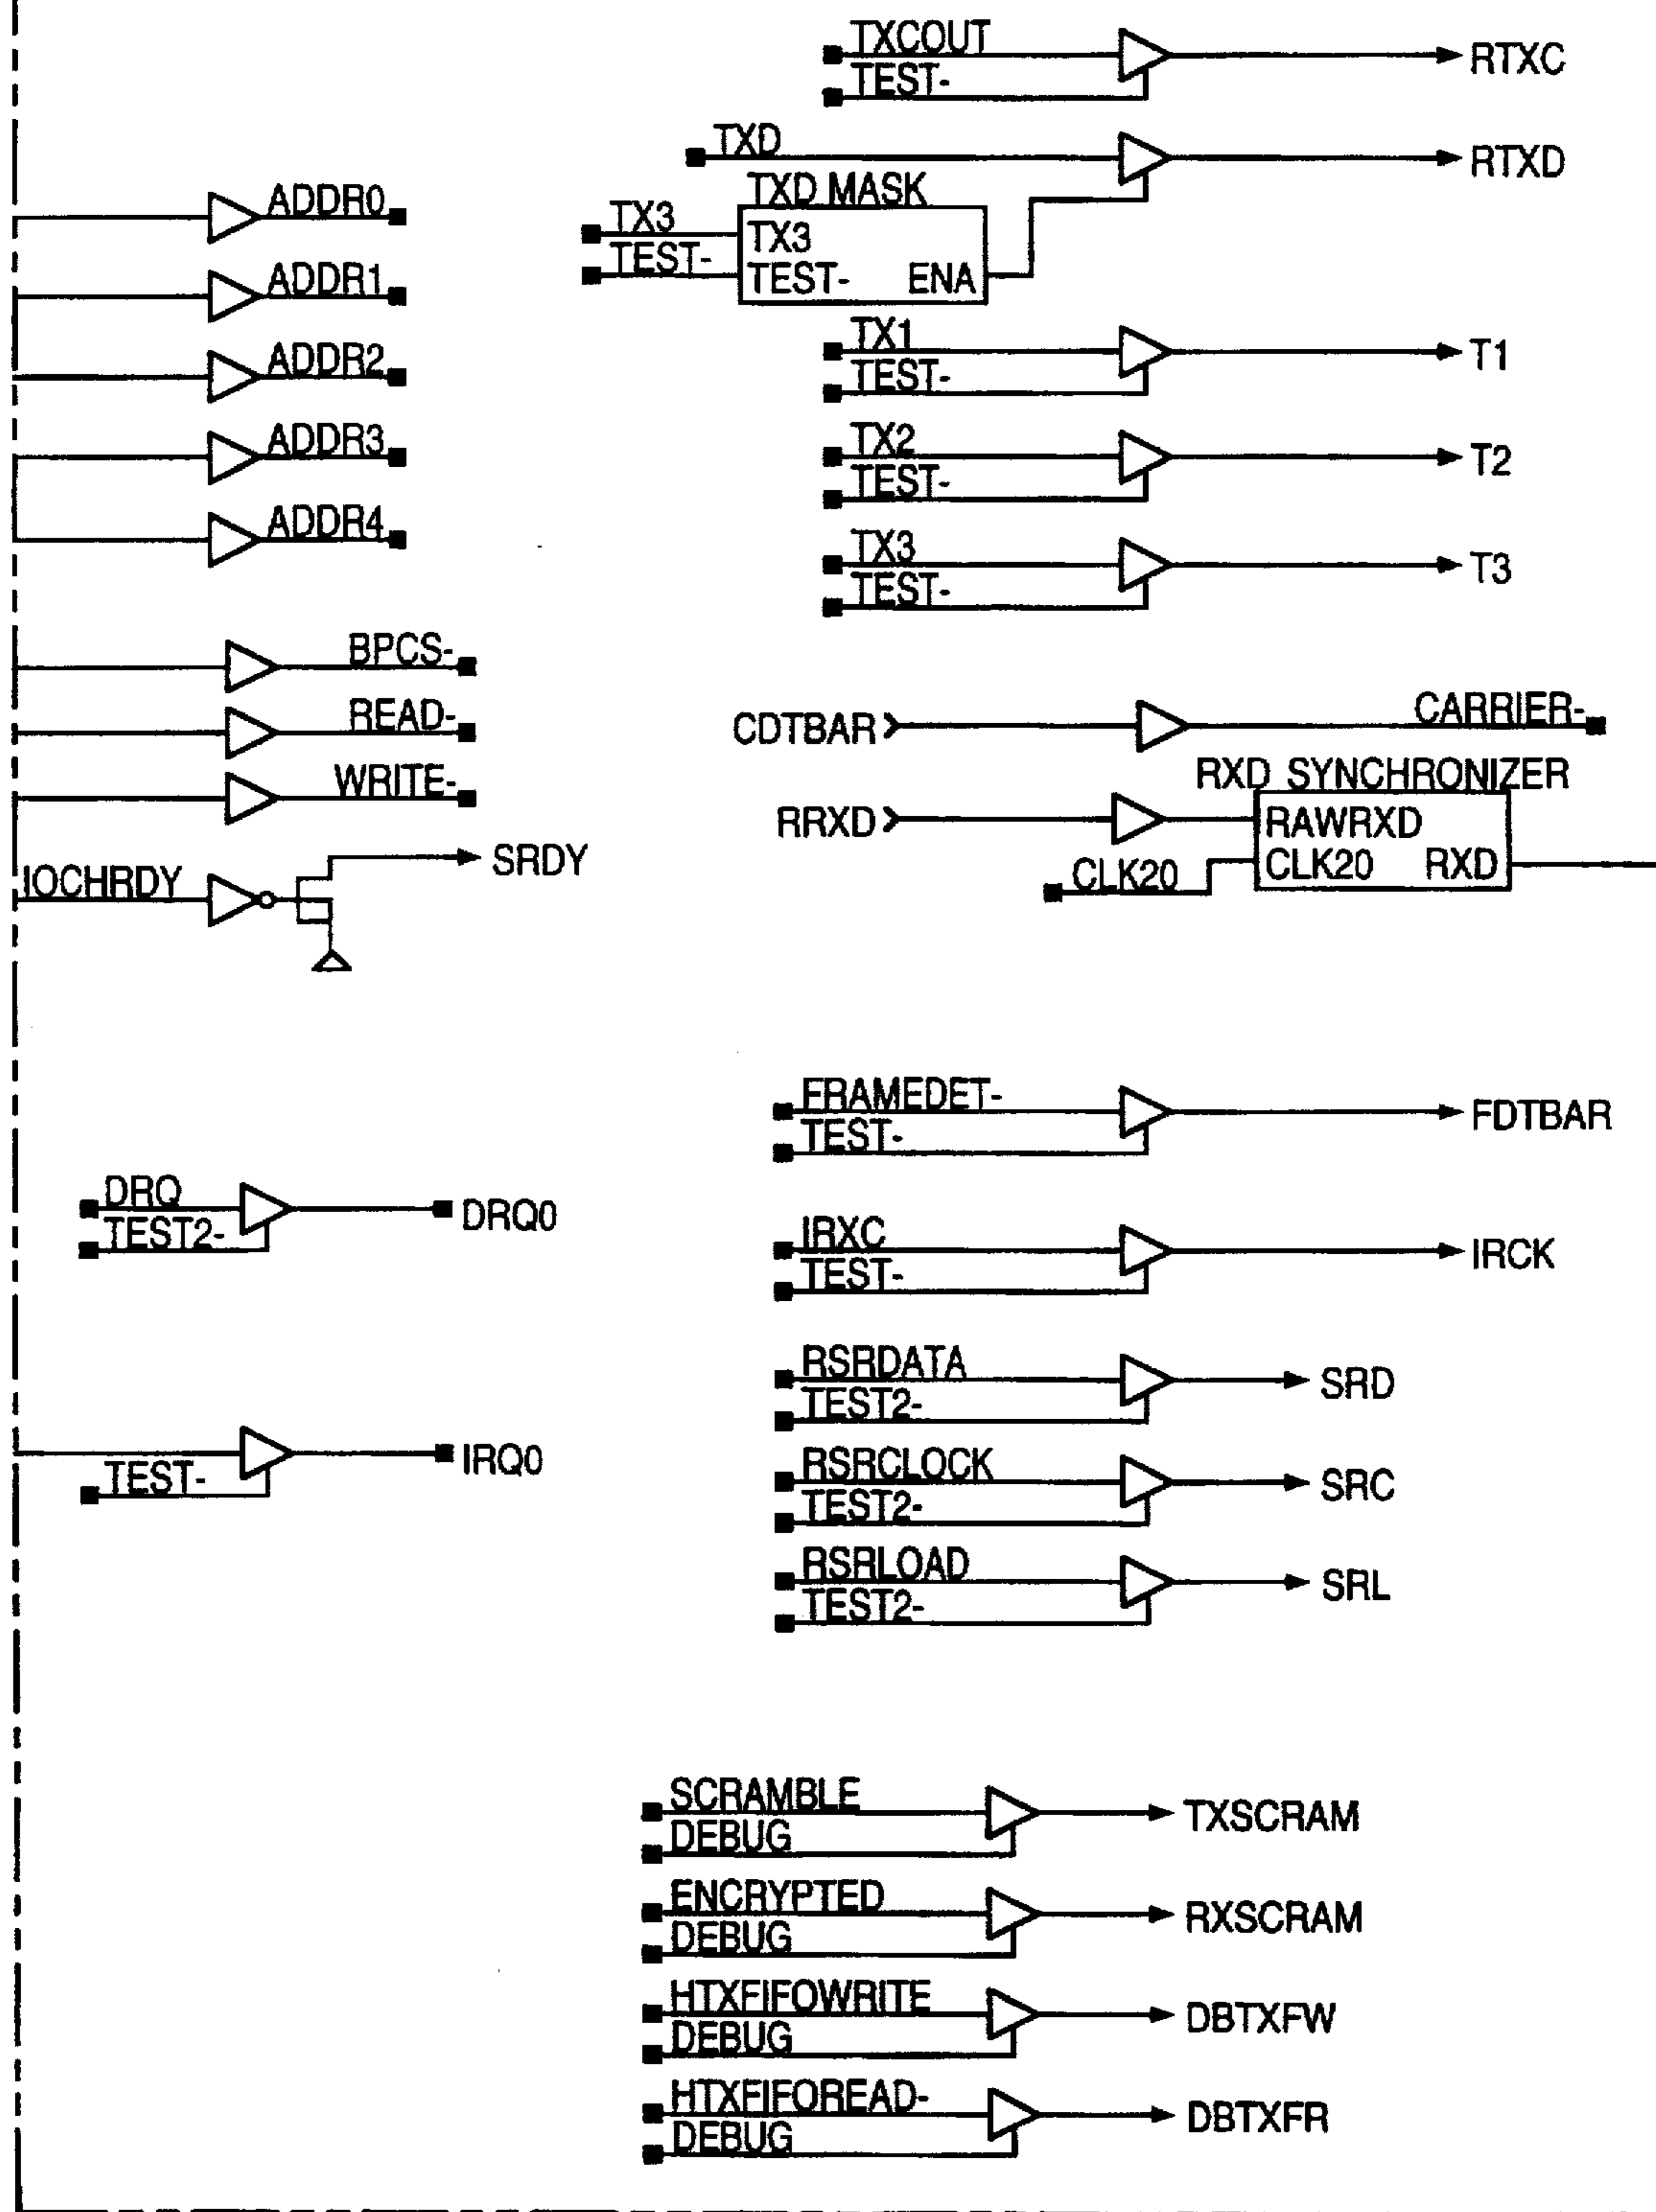 ADDR0
ADDR1
ADDR2
ADDR3
ADDR4
BPCS-
READ-
WRITE-
IOCHRDY SRDY
DRQ DRQ0
TEST2-
IRQ0
TEST-
TXCOUT RTXC
TEST-
TXD RTXD
TXD MASK
TX3 TX3
TEST- TEST- ENA
TX1 T1
TEST-
TX2 T2
TEST-
TX3 T3
TEST-
CDTBAR CARRIER-
RXD SYNCHRONIZER
RRXD RAWRXD
CLK20 CLK20 RXD
FRAMEDET- FDTBAR
TEST-
IRXC IRCK
TEST-
RSRDATA SRD
TEST2-
RSRCLOCK SRC
TEST2-
RSRLOAD SRL
TEST2-
SCRAMBLE TXSCRAM
DEBUG
ENCRYPTED RXSCRAM
DEBUG
HTXFIFOWRITE DBTXFW
DEBUG
HTXFIFOREAD- DBTXFR
DEBUG